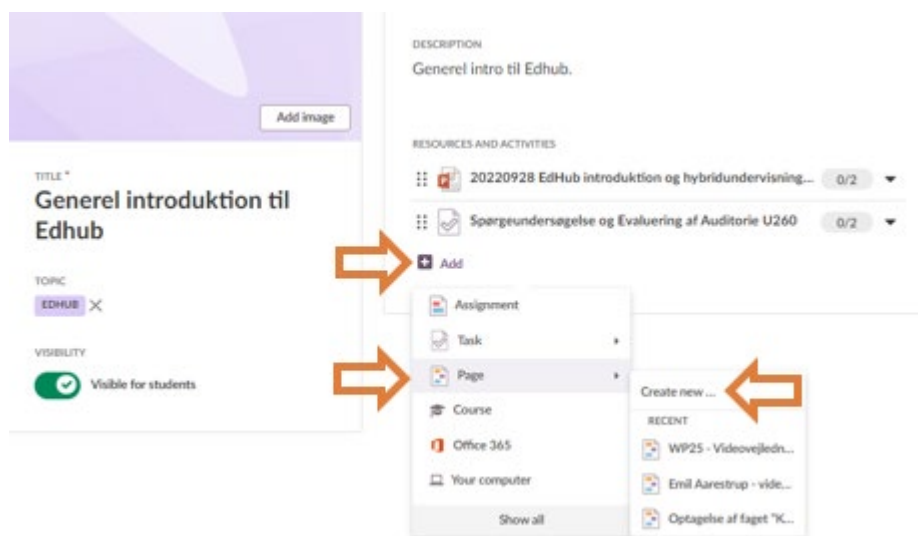 Add image
TITLE *
Generel introduktion til
Edhub
TOPIC
EDHUB
VISIBILITY
Visible for students
DESCRIPTION
Generel intro til Edhub.
RESOURCES AND ACTIVITIES
20220928 EdHub introduktion og hybridundervisning... 0/2
Spørgeundersøgelse og Evaluering af Auditorie U260 0/2
Add
Assignment
Task
Page
Course
Office 365
Your computer
Show all
Create new ...
RECENT
WP25 - Videovejledn...
Emil Aarestrup - vide...
Optagelse af faget "K...